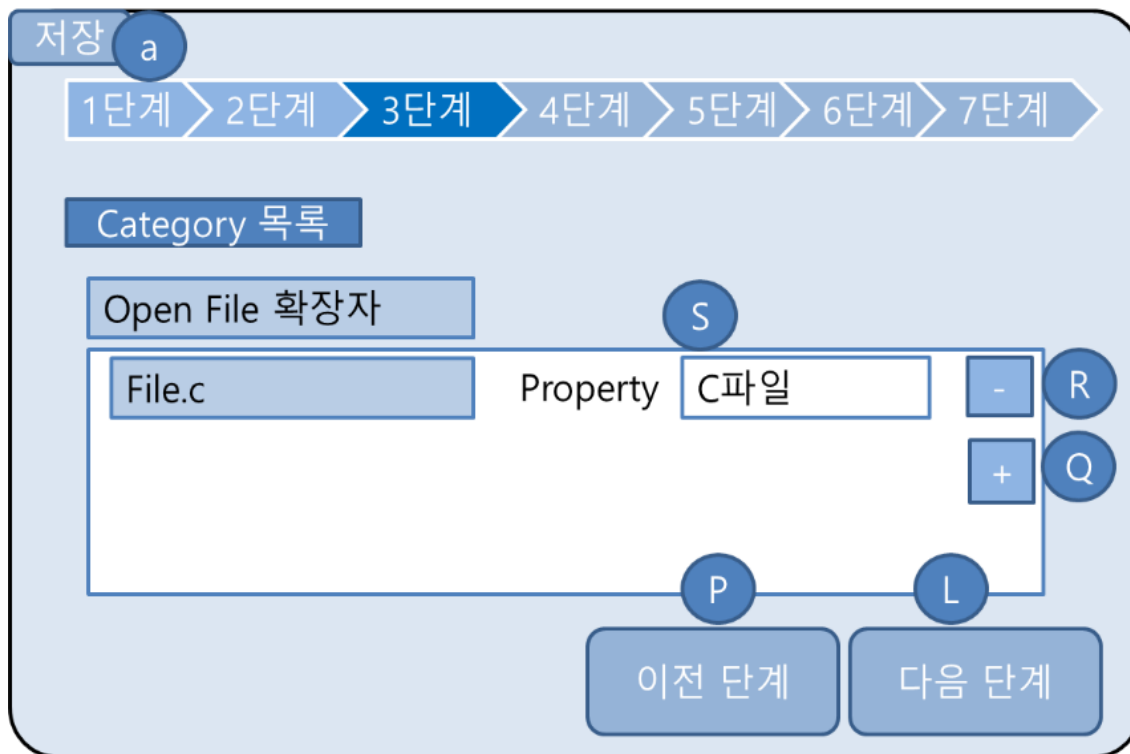 저장 a
1단계 2단계 3단계 4단계 5단계 6단계 7단계
Category 목록
Open File 확장자
S
File.c Property C파일 - R
+ Q
P L
이전 단계 다음 단계